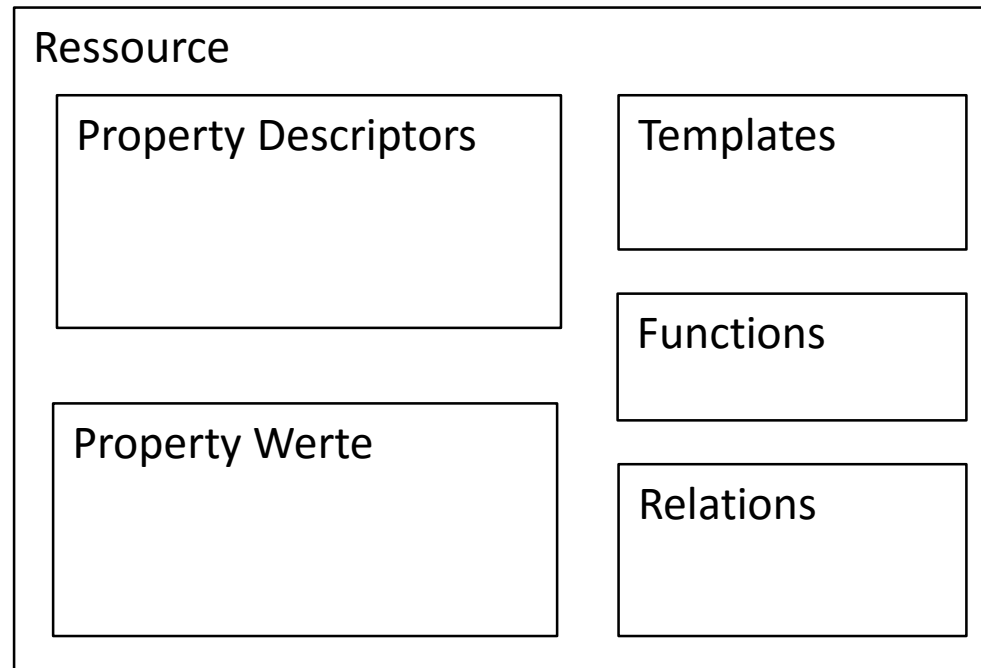 Ressource
Property Descriptors
Property Werte
Templates
Functions
Relations